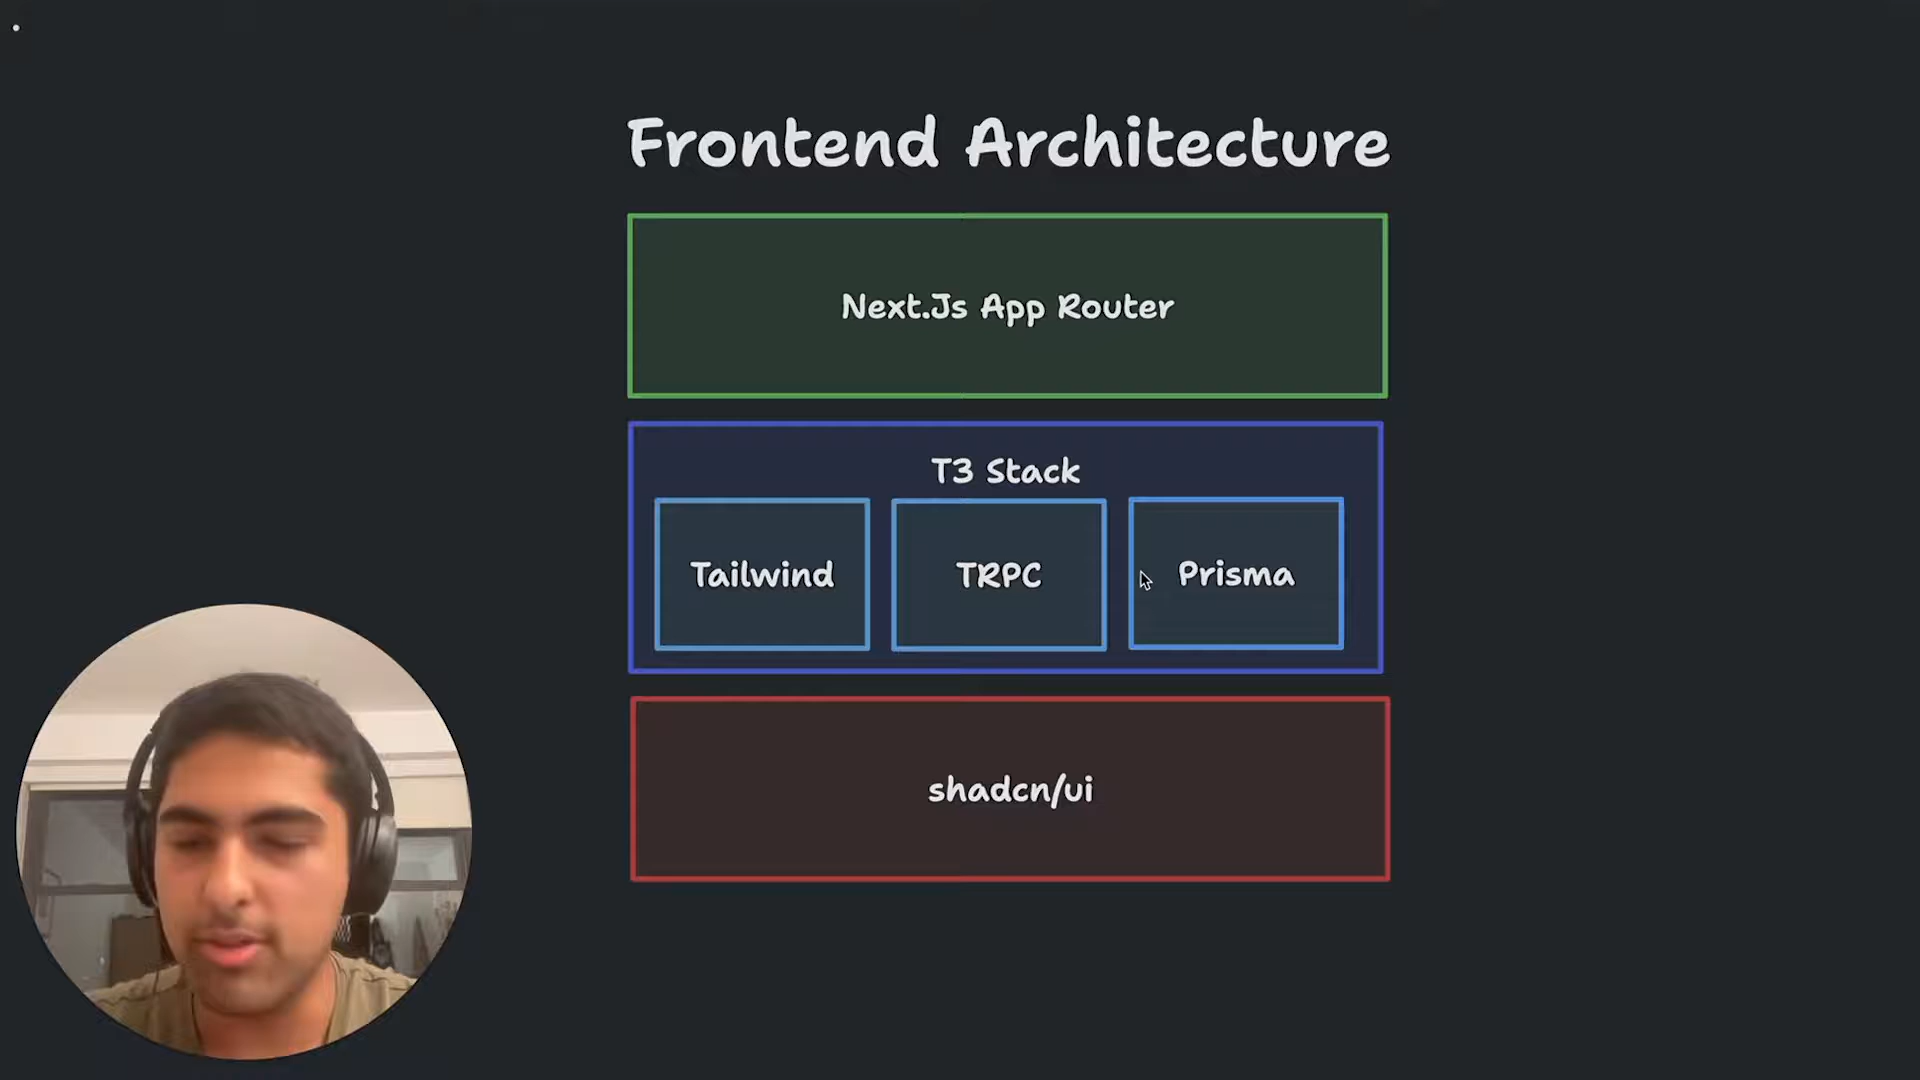 Frontend Architecture
Next.Js App Router
T3 Stack
Tailwind
TRPC
Prisma
shadcn/ui